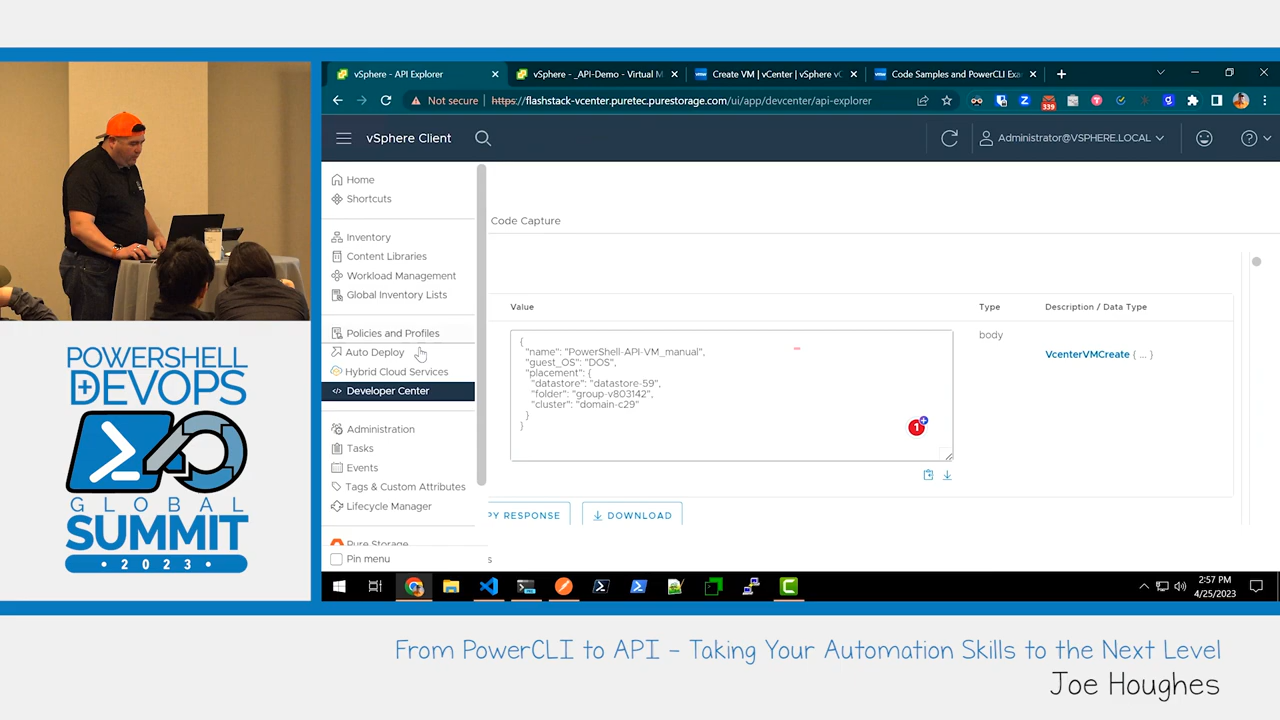 vSphere - API Explorer
vSphere - _API-Demo - Virtual M
Create VM | vCenter | vSphere v
Code Samples and PowerCLI Exa
Not secure
https://flashstack-vcenter.puretec.purestorage.com/ui/app/devcenter/api-explorer
339
vSphere Client
Administrator@VSPHERE.LOCAL
Home
Shortcuts
Inventory
Content Libraries
Workload Management
Global Inventory Lists
Policies and Profiles
Auto Deploy
Hybrid Cloud Services
Developer Center
Administration
Tasks
Events
Tags & Custom Attributes
Lifecycle Manager
Pure Storage
Pin menu
Code Capture
Value
Type
Description / Data Type
{
"name": "PowerShell-API-VM_manual",
"guest_OS": "DOS",
"placement": {
"datastore": "datastore-59",
"folder": "group-v803142",
"cluster": "domain-c29"
}
}
1
body
VcenterVMCreate { ... }
PY RESPONSE
DOWNLOAD
s
2:57 PM
4/25/2023
POWERSHELL
+DEVOPS
GLOBAL
SUMMIT
• 2023 •
From PowerCLI to API – Taking Your Automation Skills to the Next Level
Joe Houghes